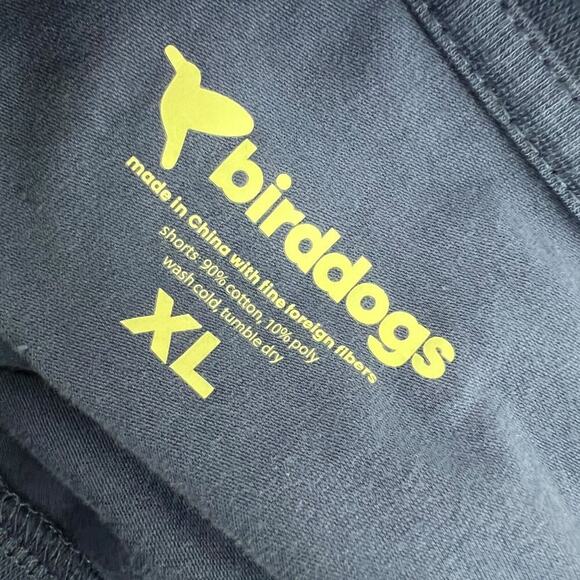 birddogs
made in China with fine foreign fibers
shorts: 90% cotton, 10% poly
wash cold, tumble dry
XL